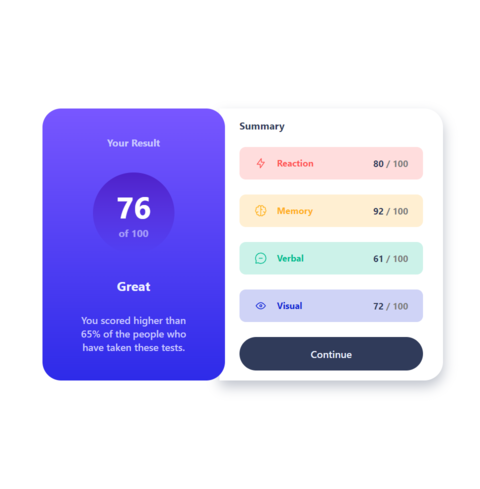 Your Result
76
of 100
Great
You scored higher than
65% of the people who
have taken these tests.
Summary
Reaction 80 / 100
Memory 92 / 100
Verbal 61 / 100
Visual 72 / 100
Continue